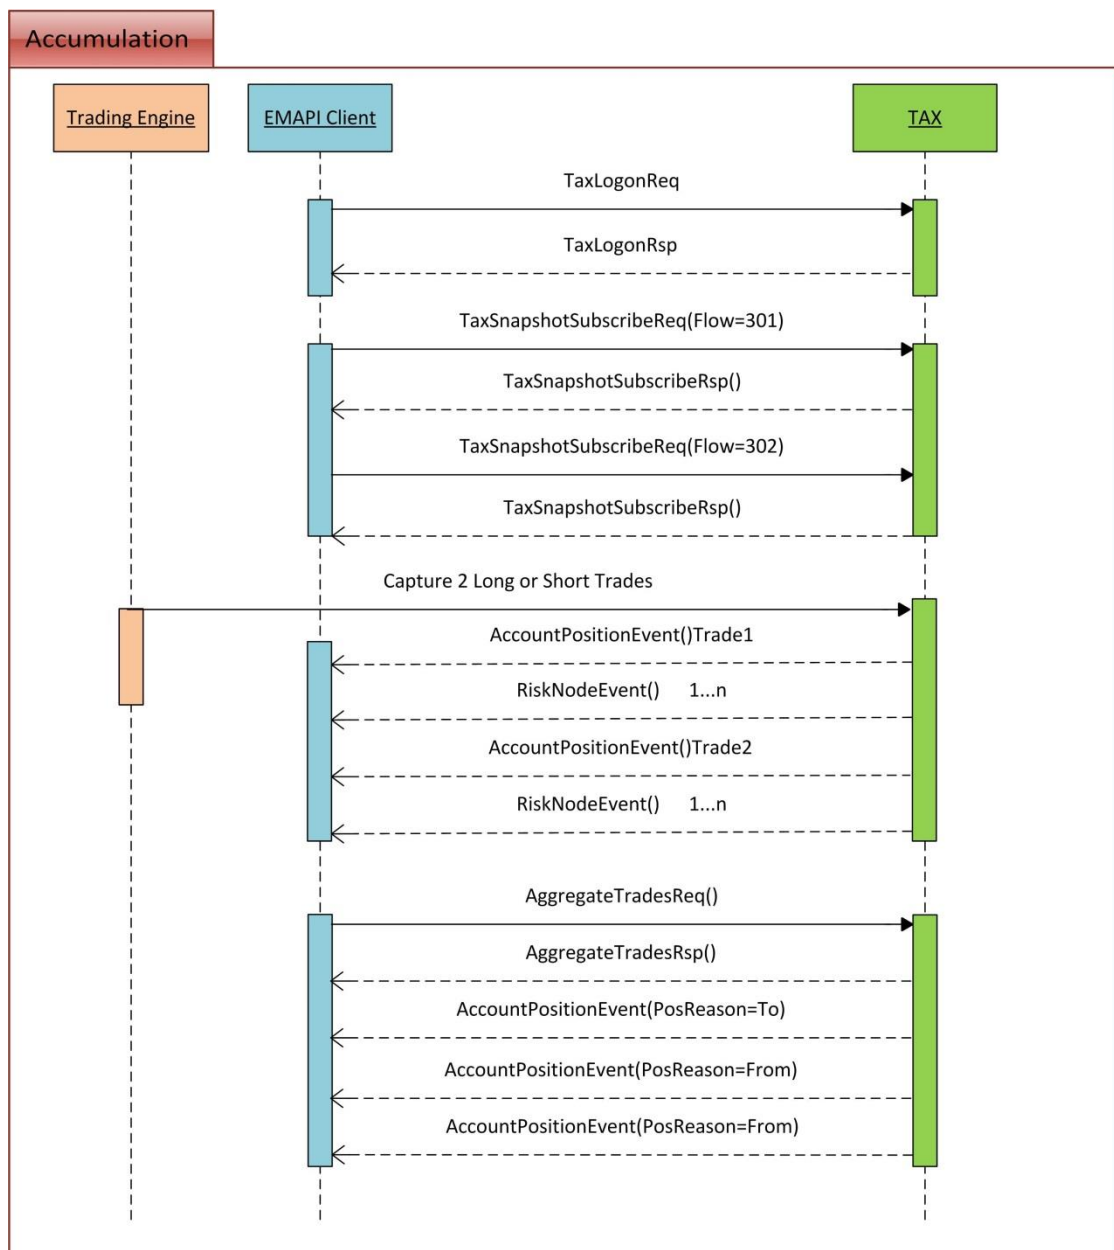 Accumulation
Trading Engine
EMAPI Client
TAX
TaxLogonReq
TaxLogonRsp
TaxSnapshotSubscribeReq(Flow=301)
TaxSnapshotSubscribeRsp()
TaxSnapshotSubscribeReq(Flow=302)
TaxSnapshotSubscribeRsp()
Capture 2 Long or Short Trades
AccountPositionEvent()Trade1
RiskNodeEvent() 1...n
AccountPositionEvent()Trade2
RiskNodeEvent() 1...n
AggregateTradesReq()
AggregateTradesRsp()
AccountPositionEvent(PosReason=To)
AccountPositionEvent(PosReason=From)
AccountPositionEvent(PosReason=From)